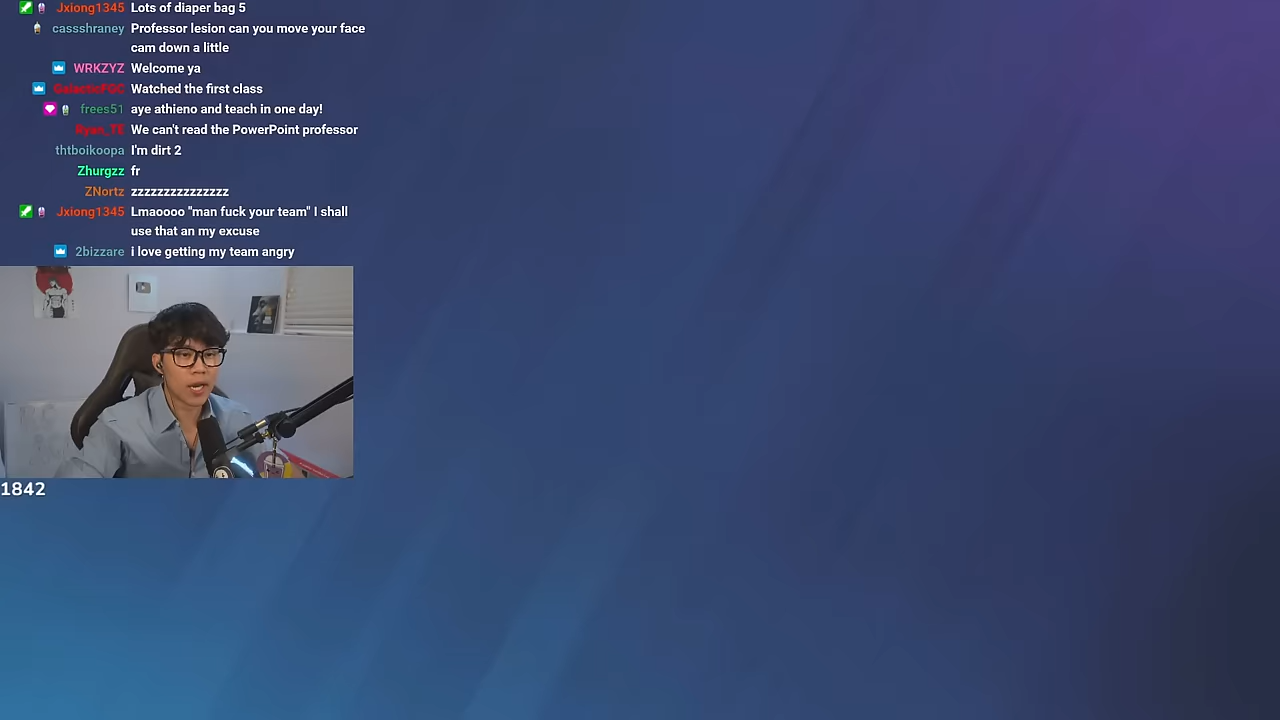 Jxiong1345 Lots of diaper bag 5
cassshraney Professor lesion can you move your face
cam down a little
WRKZYZ Welcome ya
GalacticFGC Watched the first class
frees51 aye athieno and teach in one day!
Ryan_TE We can't read the PowerPoint professor
thtboikoopa I'm dirt 2
Zhurgzz fr
ZNortz zzzzzzzzzzzzzzz
Jxiong1345 Lmaoooo "man fuck your team" I shall
use that an my excuse
2bizzare i love getting my team angry
1842